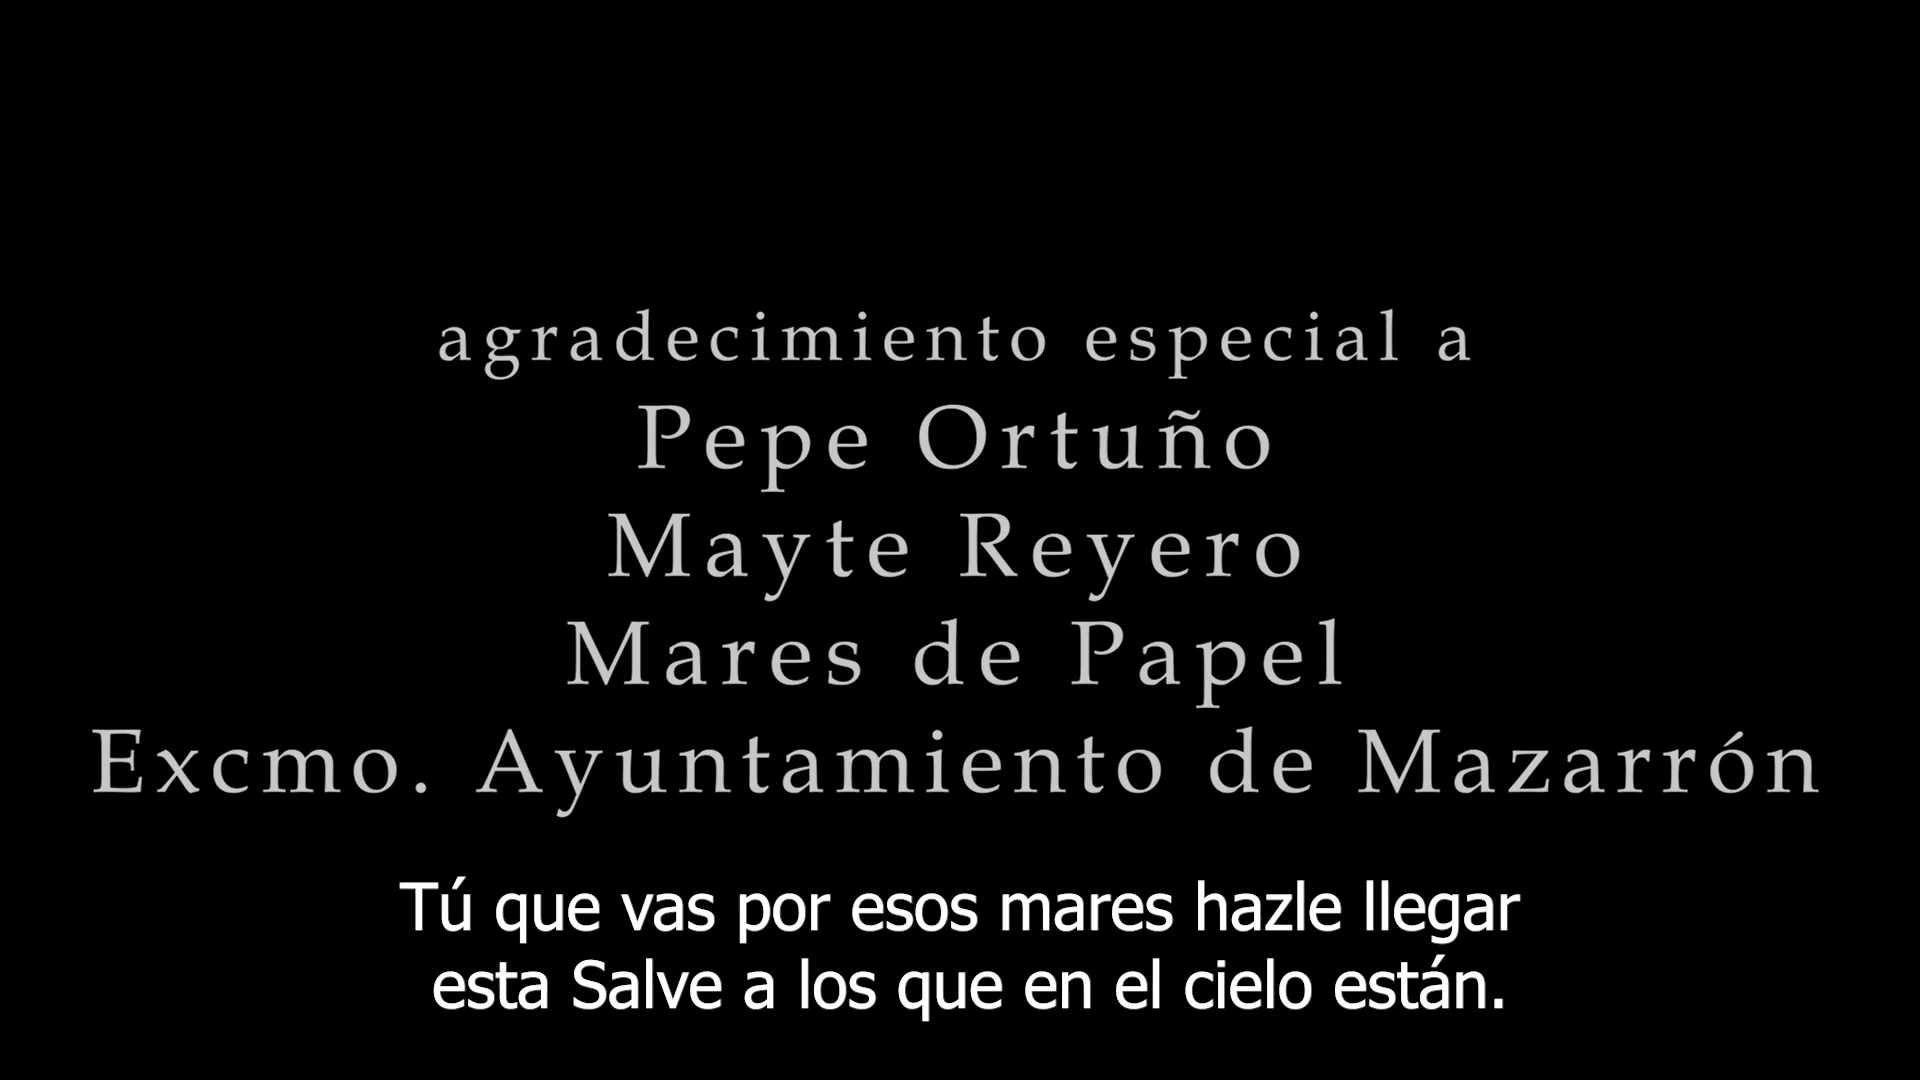 agradecimiento especial a
Pepe Ortuño
Mayte Reyero
Mares de Papel
Excmo. Ayuntamiento de Mazarrón
Tú que vas por esos mares hazle llegar
esta Salve a los que en el cielo están.